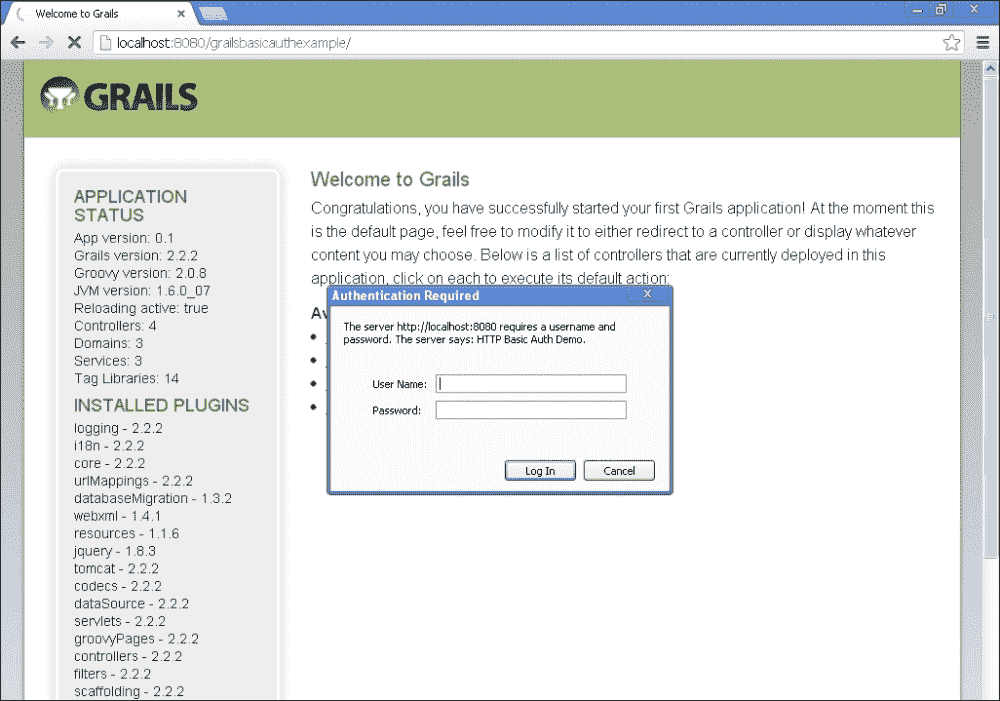 Welcome to Grails
localhost:8080/grailsbasicauthexample/
GRAILS
APPLICATION
STATUS
App version: 0.1
Grails version: 2.2.2
Groovy version: 2.0.8
JVM version: 1.6.0_07
Reloading active: true
Controllers: 4
Domains: 3
Services: 3
Tag Libraries: 14
INSTALLED PLUGINS
logging - 2.2.2
i18n - 2.2.2
core - 2.2.2
urlMappings - 2.2.2
databaseMigration - 1.3.2
webxml - 1.4.1
resources - 1.1.6
jquery - 1.8.3
tomcat - 2.2.2
codecs - 2.2.2
dataSource - 2.2.2
servlets - 2.2.2
groovyPages - 2.2.2
controllers - 2.2.2
filters - 2.2.2
scaffolding - 2.2.2
Welcome to Grails
Congratulations, you have successfully started your first Grails application! At the moment this
is the default page, feel free to modify it to either redirect to a controller or display whatever
content you may choose. Below is a list of controllers that are currently deployed in this
application, click on each to execute its default action:
Authentication Required
The server http://localhost:8080 requires a username and
password. The server says: HTTP Basic Auth Demo.
User Name:
Password:
Log In
Cancel